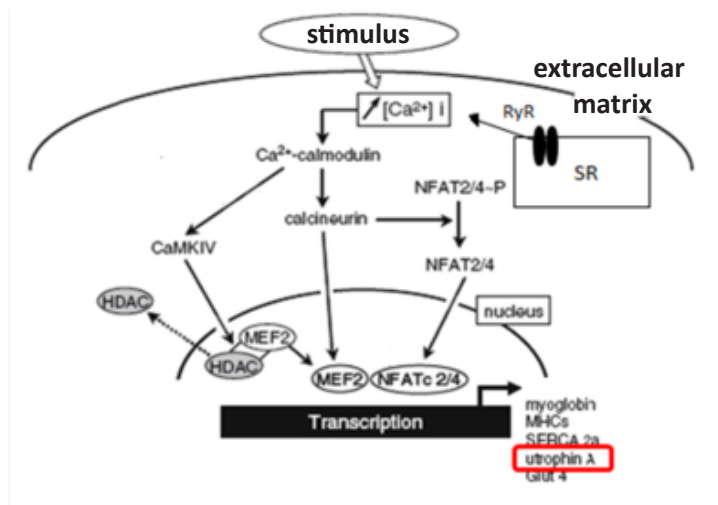 stimulus
extracellular
matrix
[Ca²⁺] i
RyR
SR
Ca²⁺-calmodulin
NFAT2/4~P
calcineurin
CaMKIV
NFAT2/4
HDAC
nucleus
MEF2
HDAC
MEF2
NFATc 2/4
Transcription
myoglobin
MHCs
SERCA 2a
utrophin λ
Glut 4